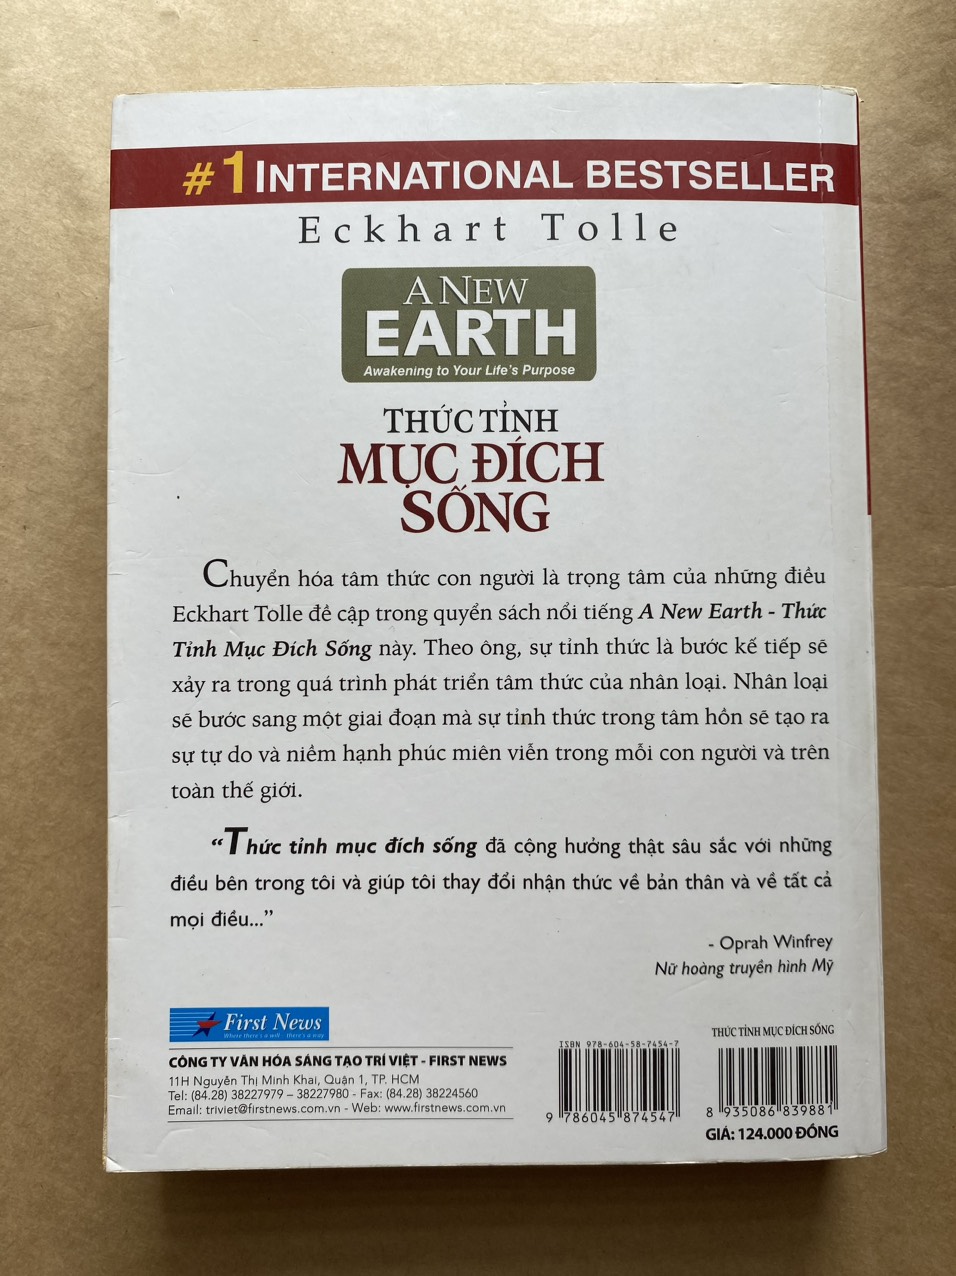 #1 INTERNATIONAL BESTSELLER
Eckhart Tolle
A NEW
EARTH
Awakening to Your Life's Purpose
THỨC TỈNH
MỤC ĐÍCH
SỐNG
Chuyển hóa tâm thức con người là trọng tâm của những điều
Eckhart Tolle đề cập trong quyển sách nổi tiếng A New Earth - Thức
Tỉnh Mục Đích Sống này. Theo ông, sự tỉnh thức là bước kế tiếp sẽ
xảy ra trong quá trình phát triển tâm thức của nhân loại. Nhân loại
sẽ bước sang một giai đoạn mà sự tỉnh thức trong tâm hồn sẽ tạo ra
sự tự do và niềm hạnh phúc miên viễn trong mỗi con người và trên
toàn thế giới.
“Thức tỉnh mục đích sống đã cộng hưởng thật sâu sắc với những
điều bên trong tôi và giúp tôi thay đổi nhận thức về bản thân và về tất cả
mọi điều...”
- Oprah Winfrey
Nữ hoàng truyền hình Mỹ
First News
Where there's a will - there's a way
CÔNG TY VĂN HÓA SÁNG TẠO TRÍ VIỆT - FIRST NEWS
11H Nguyễn Thị Minh Khai, Quận 1, TP. HCM
Tel: (84.28) 38227979 – 38227980 - Fax: (84.28) 38224560
Email: triviet@firstnews.com.vn - Web: www.firstnews.com.vn
ISBN 978-604-58-7454-7
9 786045 874547
THỨC TỈNH MỤC ĐÍCH SỐNG
8 935086 839881
GIÁ: 124.000 ĐỒNG